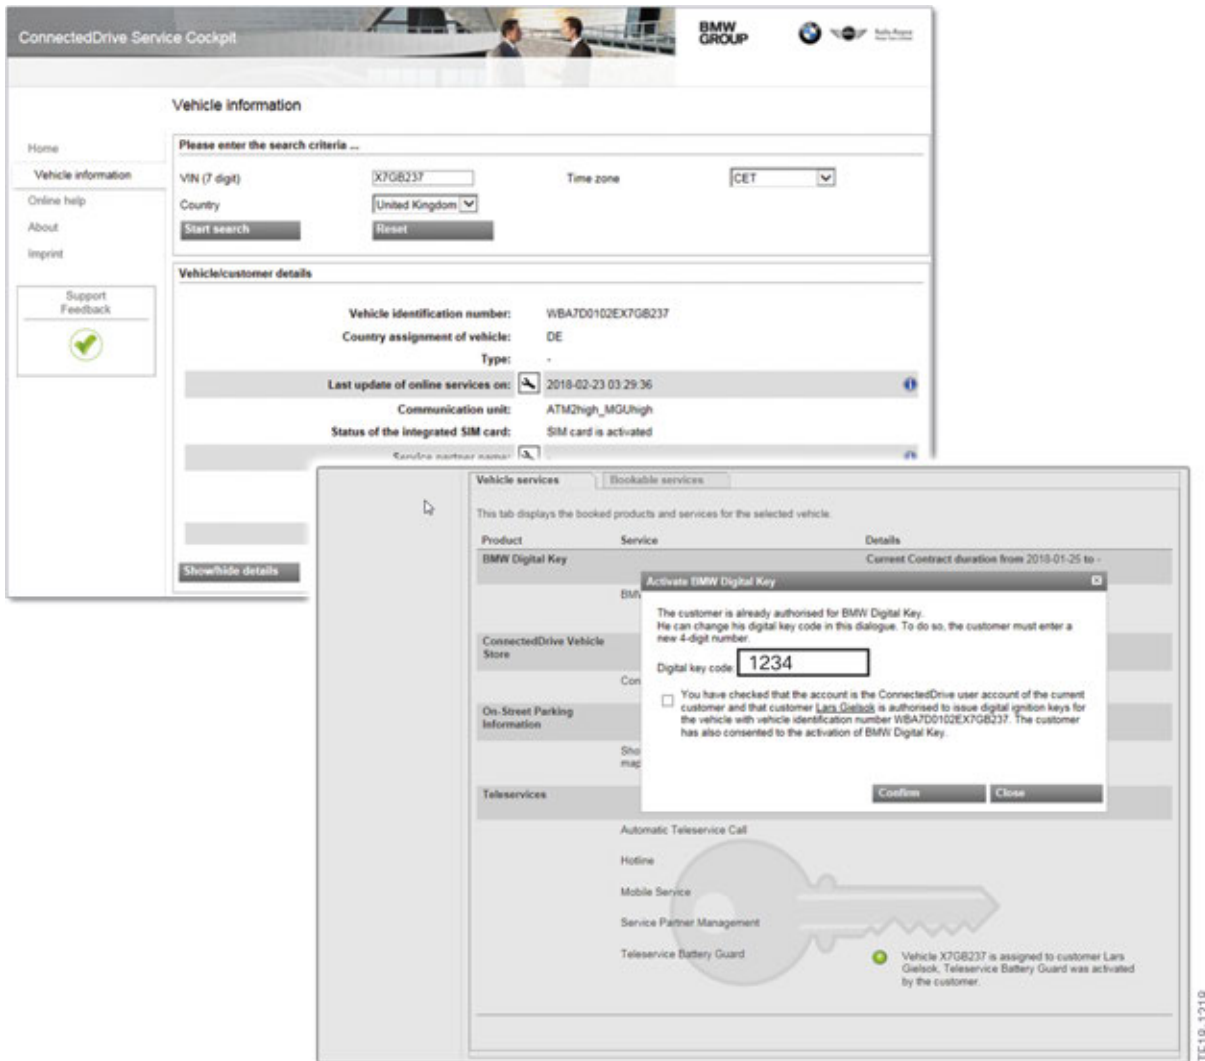 ConnectedDrive Service Cockpit
BMW GROUP
Vehicle information
Home
Vehicle information
Online help
About
Imprint
Support
Feedback
Please enter the search criteria ...
VIN (7 digit) X7GB237 Time zone CET
Country United Kingdom
Start search Reset
Vehicle/customer details
Vehicle identification number: WBA7D0102EX7GB237
Country assignment of vehicle: DE
Type: -
Last update of online services on: 2018-02-23 03:29:36
Communication unit: ATM2high_MGUhigh
Status of the integrated SIM card: SIM card is activated
Service partner name: -
Show/hide details
Vehicle services Bookable services
This tab displays the booked products and services for the selected vehicle.
Product Service Details
BMW Digital Key Current Contract duration from 2018-01-25 to -
BMW
Activate BMW Digital Key
The customer is already authorised for BMW Digital Key.
He can change his digital key code in this dialogue. To do so, the customer must enter a
new 4-digit number.
Digital key code: 1234
You have checked that the account is the ConnectedDrive user account of the current
customer and that customer Lars Gielsok is authorised to issue digital ignition keys for
the vehicle with vehicle identification number WBA7D0102EX7GB237. The customer
has also consented to the activation of BMW Digital Key.
Confirm Close
ConnectedDrive Vehicle
Store
Con
On-Street Parking
Information
Sho
map
Teleservices
Automatic Teleservice Call
Hotline
Mobile Service
Service Partner Management
Teleservice Battery Guard
Vehicle X7GB237 is assigned to customer Lars
Gielsok, Teleservice Battery Guard was activated
by the customer.
TF18-1219